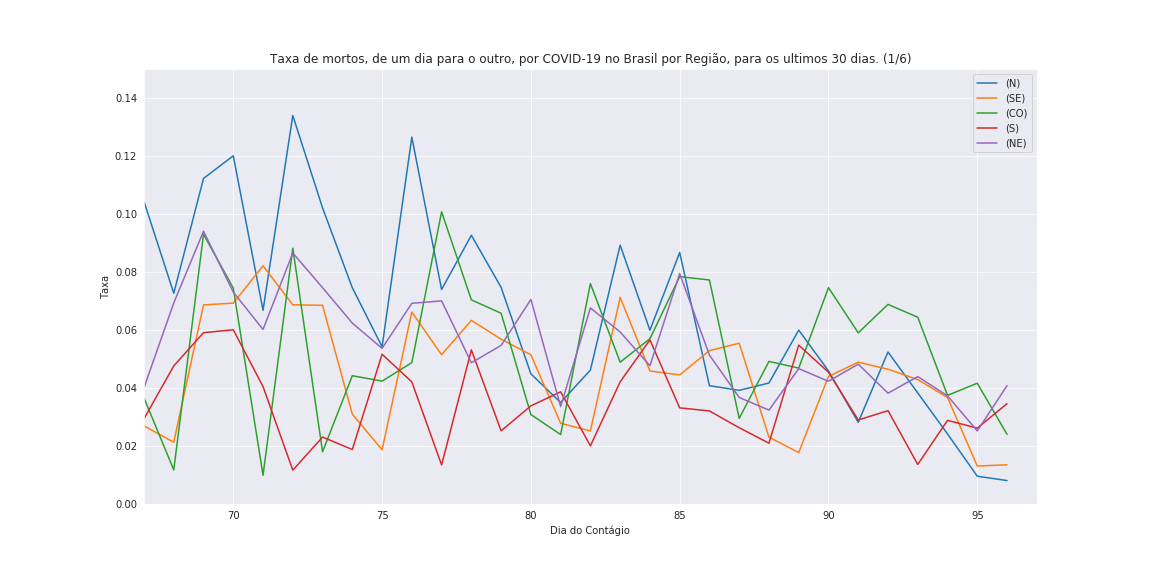 Taxa de mortos, de um dia para o outro, por COVID-19 no Brasil por Região, para os ultimos 30 dias. (1/6)
(N)
(SE)
(CO)
(S)
(NE)
Taxa
0.14
0.12
0.10
0.08
0.06
0.04
0.02
0.00
70 75 80 85 90 95
Dia do Contágio